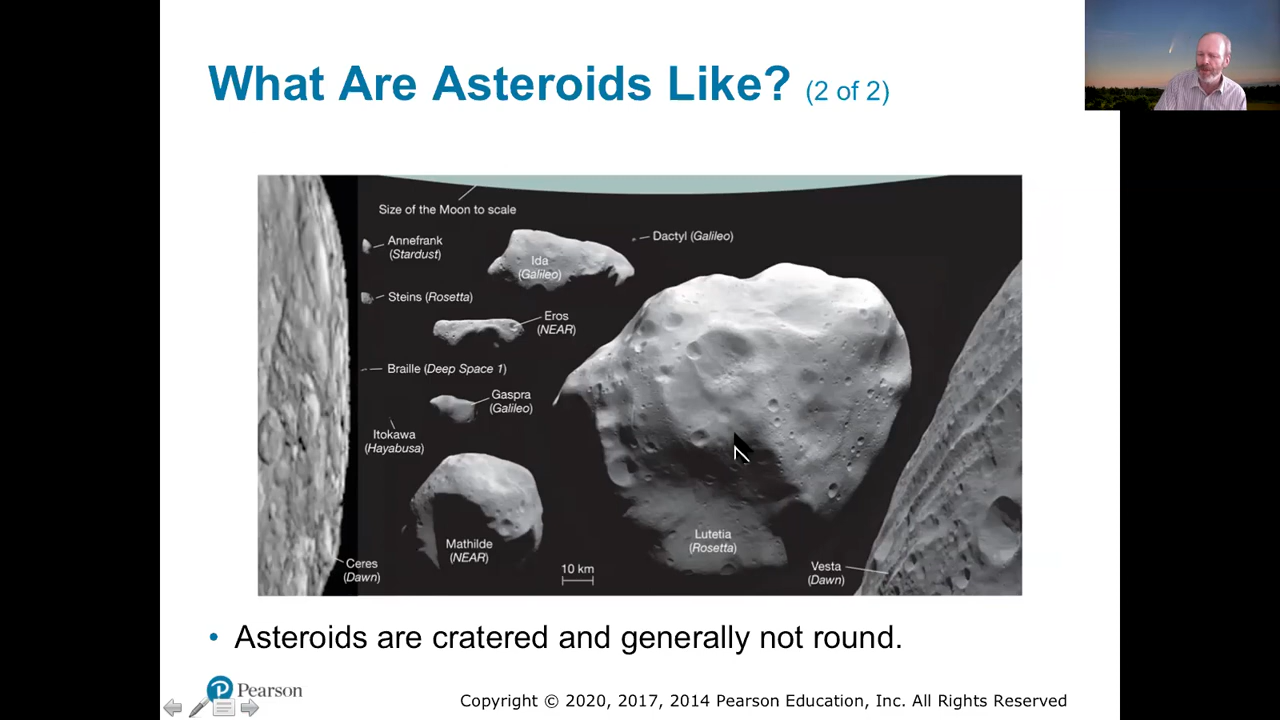 What Are Asteroids Like? (2 of 2)
Size of the Moon to scale
Annefrank
(Stardust)
Ida
(Galileo)
Dactyl (Galileo)
Steins (Rosetta)
Eros
(NEAR)
Braille (Deep Space 1)
Gaspra
(Galileo)
Itokawa
(Hayabusa)
Mathilde
(NEAR)
Lutetia
(Rosetta)
Ceres
(Dawn)
10 km
Vesta
(Dawn)
• Asteroids are cratered and generally not round.
P Pearson
Copyright © 2020, 2017, 2014 Pearson Education, Inc. All Rights Reserved